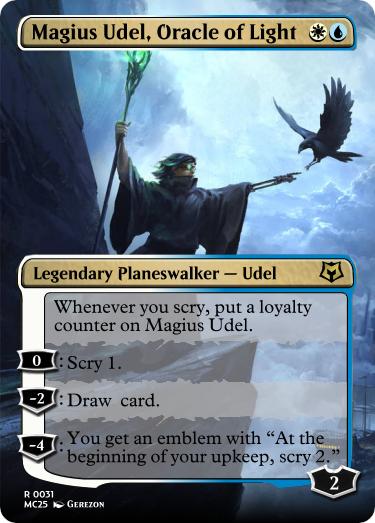 Magius Udel, Oracle of Light
Legendary Planeswalker — Udel
Whenever you scry, put a loyalty
counter on Magius Udel.
0 : Scry 1.
-2 : Draw card.
-4 : You get an emblem with “At the
beginning of your upkeep, scry 2.”
2
R 0031
MC25 Gerezon